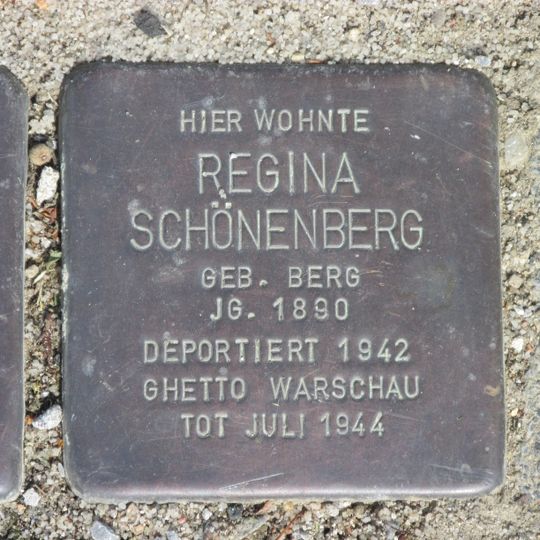 HIER WOHNTE
REGINA
SCHÖNENBERG
GEB. BERG
JG. 1890
DEPORTIERT 1942
GHETTO WARSCHAU
TOT JULI 1944